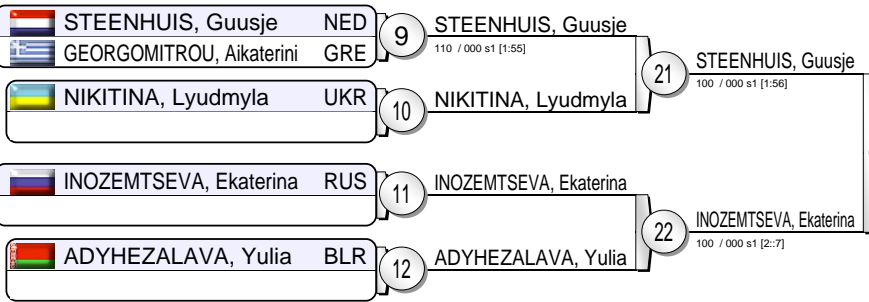 STEENHUIS, Guusje NED
GEORGOMITROU, Aikaterini GRE
9
STEENHUIS, Guusje
110 / 000 s1 [1:55]
NIKITINA, Lyudmyla UKR
10
NIKITINA, Lyudmyla
21
STEENHUIS, Guusje
100 / 000 s1 [1:56]
INOZEMTSEVA, Ekaterina RUS
11
INOZEMTSEVA, Ekaterina
ADYHEZALAVA, Yulia BLR
12
ADYHEZALAVA, Yulia
22
INOZEMTSEVA, Ekaterina
100 / 000 s1 [2::7]